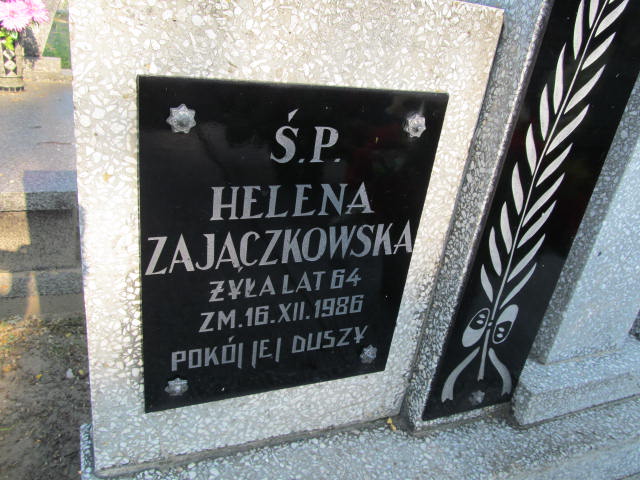 Ś.P.
HELENA
ZAJĄCZKOWSKA
ŻYŁA LAT 64
ZM. 16. XII. 1986
POKÓJ JEJ DUSZY